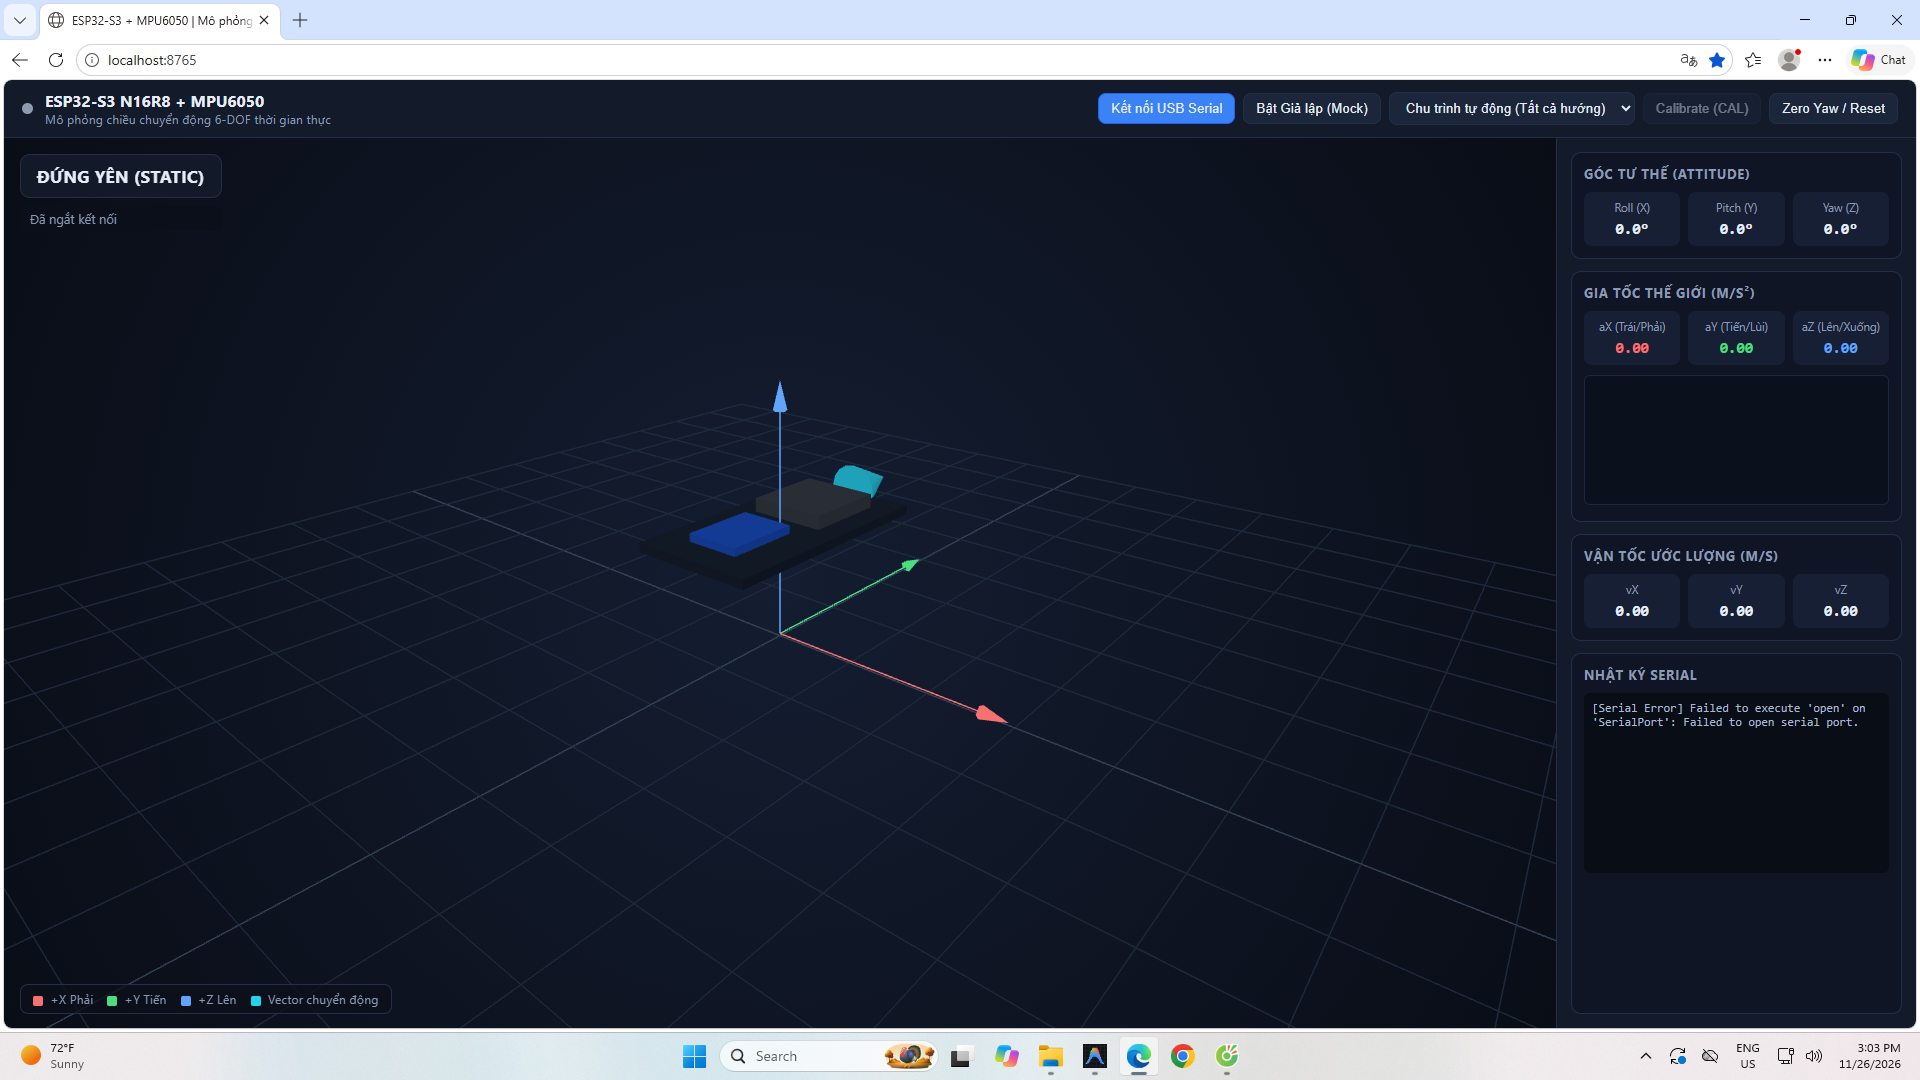 ESP32-S3 + MPU6050 | Mô phỏng
localhost:8765
Chat
ESP32-S3 N16R8 + MPU6050
Mô phỏng chiều chuyển động 6-DOF thời gian thực
Kết nối USB Serial
Bật Giả lập (Mock)
Chu trình tự động (Tất cả hướng)
Calibrate (CAL)
Zero Yaw / Reset
ĐỨNG YÊN (STATIC)
Đã ngắt kết nối
GÓC TƯ THẾ (ATTITUDE)
Roll (X) Pitch (Y) Yaw (Z)
0.0° 0.0° 0.0°
GIA TỐC THẾ GIỚI (M/S²)
aX (Trái/Phải) aY (Tiến/Lùi) aZ (Lên/Xuống)
0.00 0.00 0.00
VẬN TỐC ƯỚC LƯỢNG (M/S)
vX vY vZ
0.00 0.00 0.00
NHẬT KÝ SERIAL
[Serial Error] Failed to execute 'open' on
'SerialPort': Failed to open serial port.
+X Phải +Y Tiến +Z Lên Vector chuyển động
72°F
Sunny
Search
ENG
US
3:03 PM
11/26/2026